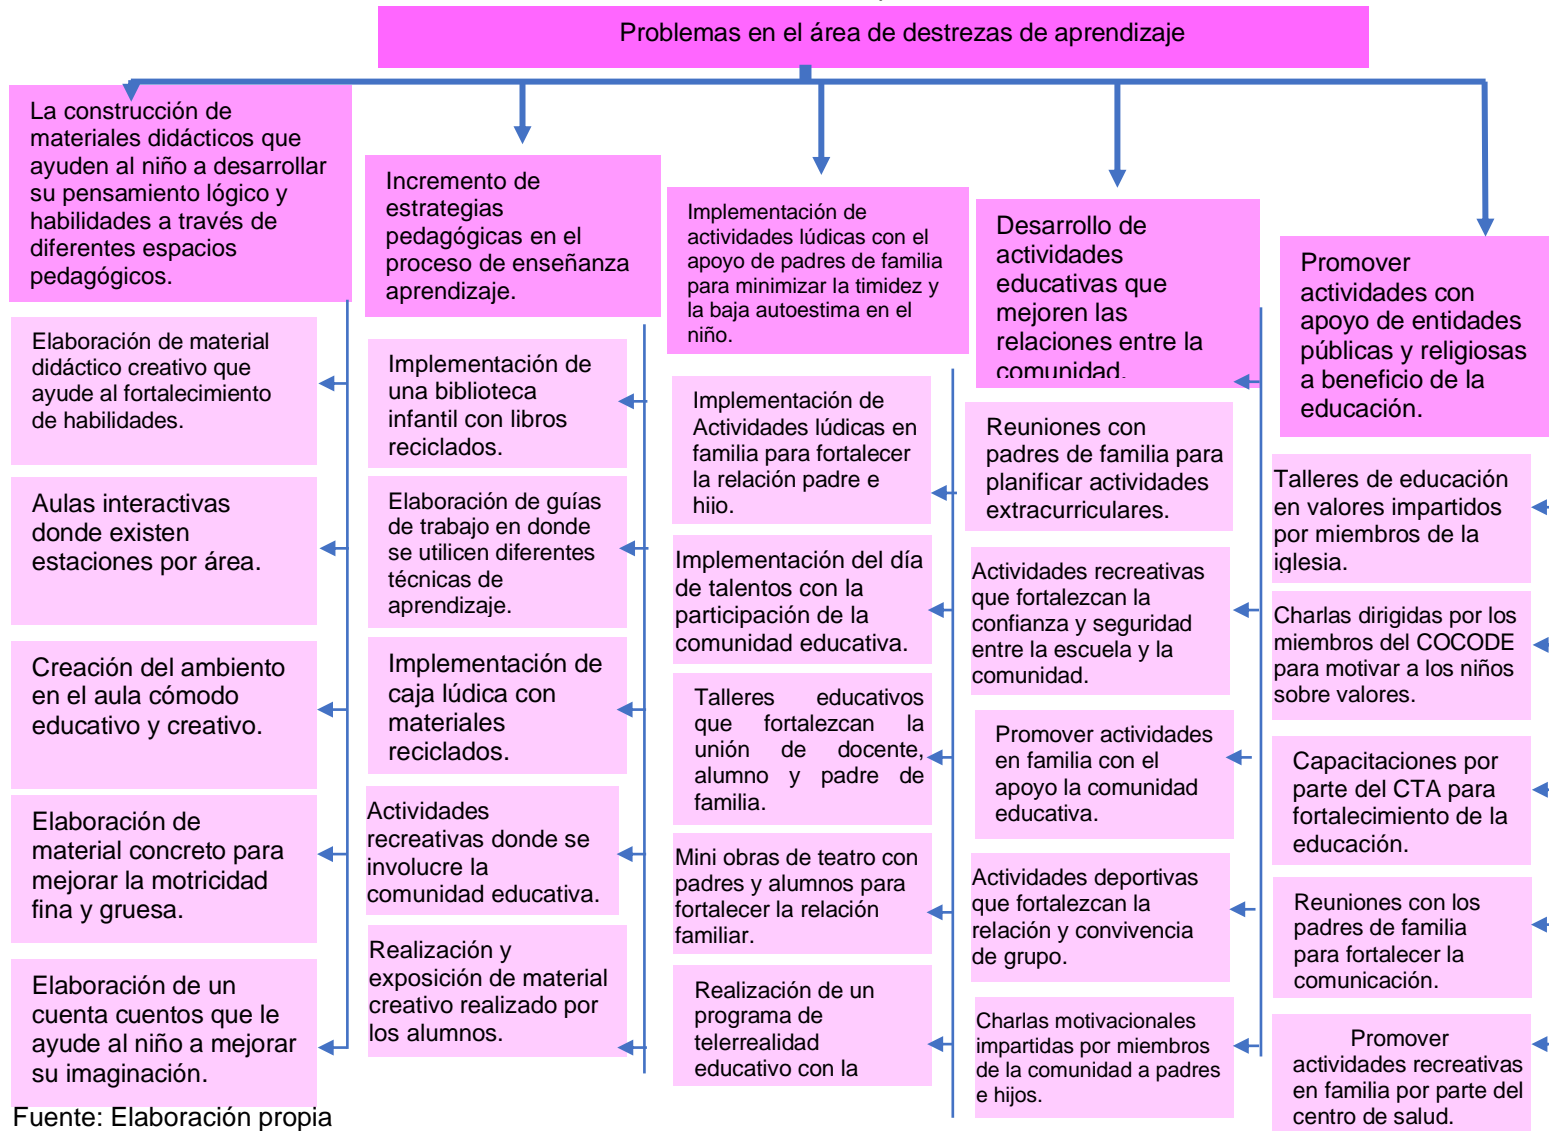 Problemas en el área de destrezas de aprendizaje
La construcción de
materiales didácticos que
ayuden al niño a desarrollar
su pensamiento lógico y
habilidades a través de
diferentes espacios
pedagógicos.
Elaboración de material
didáctico creativo que
ayude al fortalecimiento
de habilidades.
Aulas interactivas
donde existen
estaciones por área.
Creación del ambiento
en el aula cómodo
educativo y creativo.
Elaboración de
material concreto para
mejorar la motricidad
fina y gruesa.
Elaboración de un
cuenta cuentos que le
ayude al niño a mejorar
su imaginación.
Incremento de
estrategias
pedagógicas en el
proceso de enseñanza
aprendizaje.
Implementación de
una biblioteca
infantil con libros
reciclados.
Elaboración de guías
de trabajo en donde
se utilicen diferentes
técnicas de
aprendizaje.
Implementación de
caja lúdica con
materiales
reciclados.
Actividades
recreativas donde se
involucre la
comunidad educativa.
Realización y
exposición de material
creativo realizado por
los alumnos.
Implementación de
actividades lúdicas con el
apoyo de padres de familia
para minimizar la timidez y
la baja autoestima en el
niño.
Implementación de
Actividades lúdicas en
familia para fortalecer
la relación padre e
hijo.
Implementación del día
de talentos con la
participación de la
comunidad educativa.
Talleres educativos
que fortalezcan la
unión de docente,
alumno y padre de
familia.
Mini obras de teatro con
padres y alumnos para
fortalecer la relación
familiar.
Realización de un
programa de
telerrealidad
educativo con la
Desarrollo de
actividades
educativas que
mejoren las
relaciones entre la
comunidad.
Reuniones con
padres de familia para
planificar actividades
extracurriculares.
Actividades recreativas
que fortalezcan la
confianza y seguridad
entre la escuela y la
comunidad.
Promover actividades
en familia con el
apoyo la comunidad
educativa.
Actividades deportivas
que fortalezcan la
relación y convivencia
de grupo.
Charlas motivacionales
impartidas por miembros
de la comunidad a padres
e hijos.
Promover
actividades con
apoyo de entidades
públicas y religiosas
a beneficio de la
educación.
Talleres de educación
en valores impartidos
por miembros de la
iglesia.
Charlas dirigidas por los
miembros del COCODE
para motivar a los niños
sobre valores.
Capacitaciones por
parte del CTA para
fortalecimiento de la
educación.
Reuniones con los
padres de familia
para fortalecer la
comunicación.
Promover
actividades recreativas
en familia por parte del
centro de salud.
Fuente: Elaboración propia